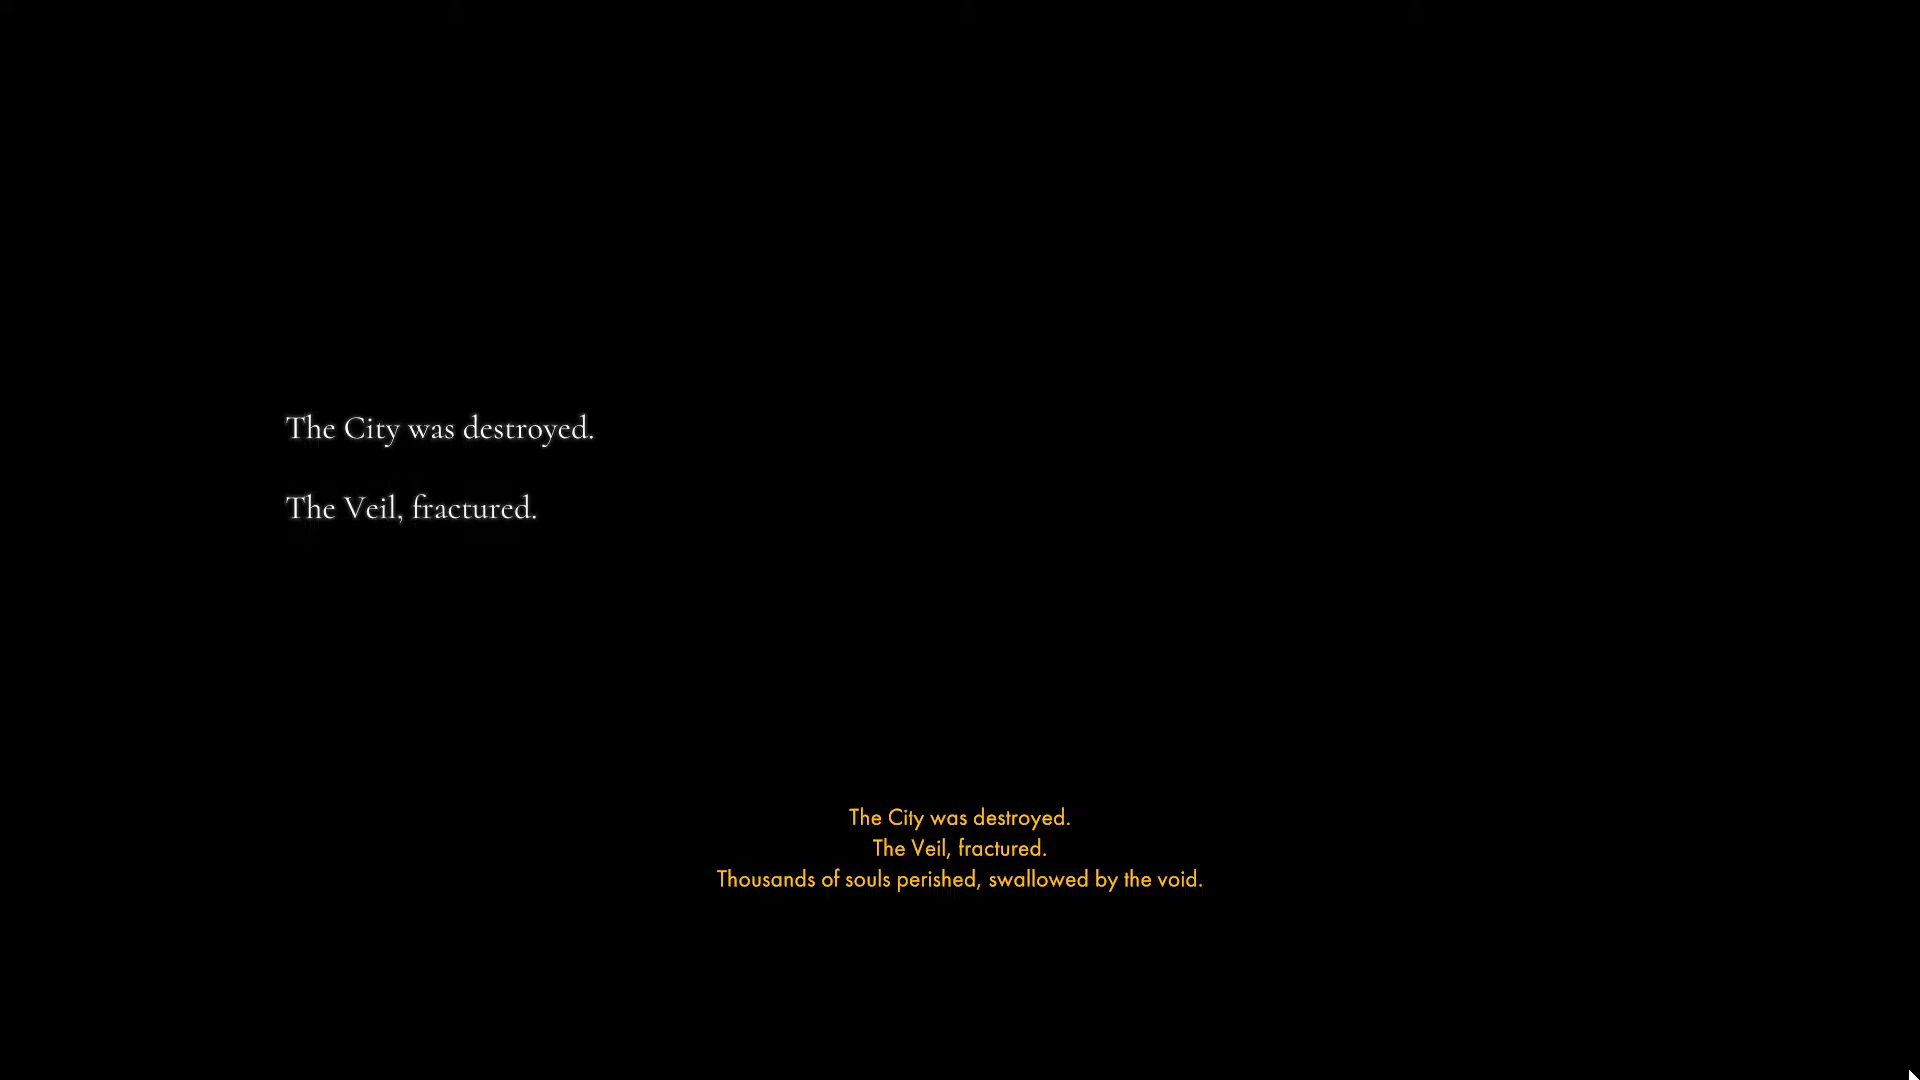 The City was destroyed.
The Veil, fractured.
The City was destroyed.
The Veil, fractured.
Thousands of souls perished, swallowed by the void.